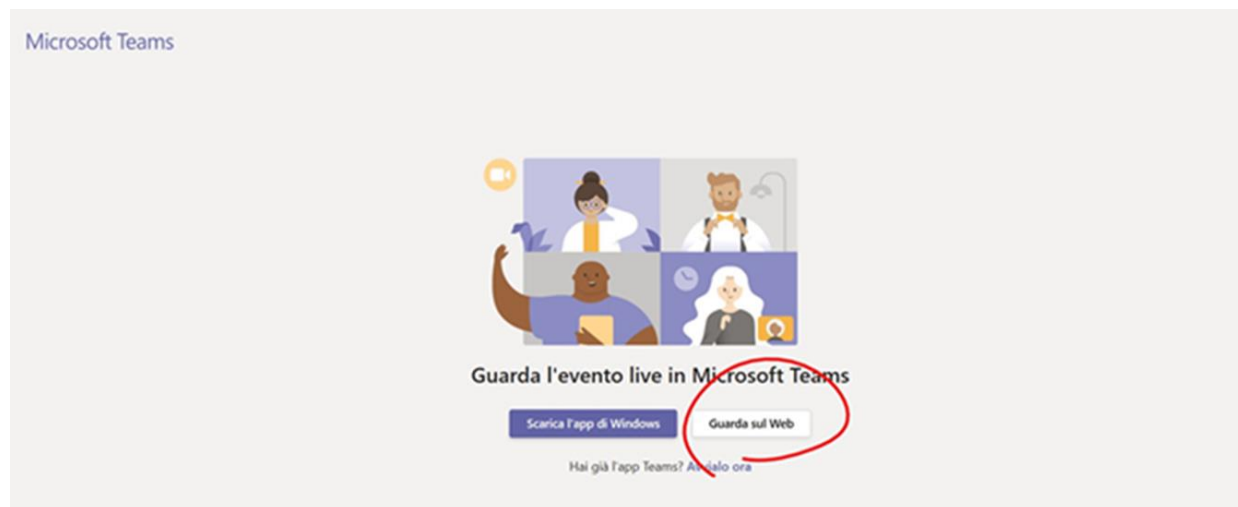 Microsoft Teams
Guarda l'evento live in Microsoft Teams
Scarica l'app di Windows
Guarda sul Web
Hai già l'app Teams? Avvialo ora